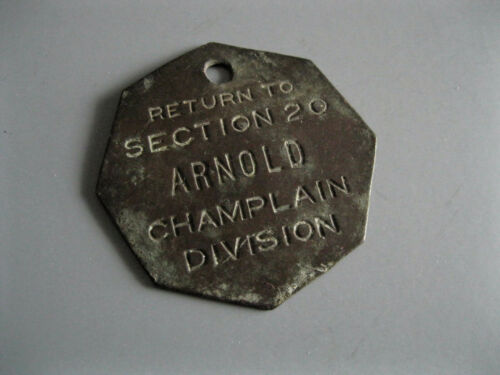 RETURN TO
SECTION 20
ARNOLD
CHAMPLAIN
DIVISION